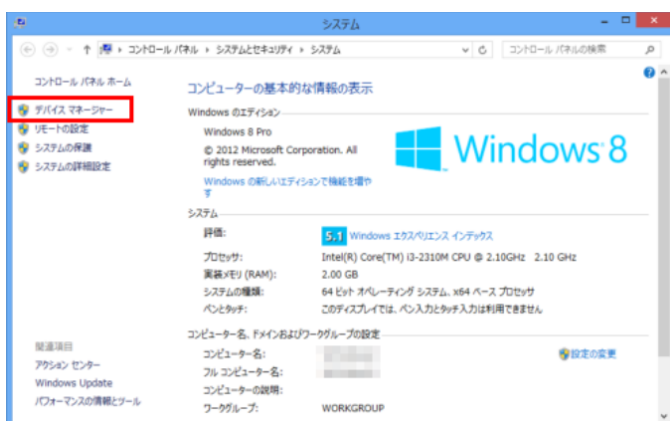 システム
コントロール パネル ▸ システムとセキュリティ ▸ システム
コントロール パネルの検索
コントロール パネル ホーム
デバイス マネージャー
リモートの設定
システムの保護
システムの詳細設定
コンピューターの基本的な情報の表示
Windows のエディション
Windows 8 Pro
© 2012 Microsoft Corporation. All
rights reserved.
Windows の新しいエディションで機能を増や
す
Windows 8
システム
評価:
5.1 Windows エクスペリエンス インデックス
プロセッサ: Intel(R) Core(TM) i3-2310M CPU @ 2.10GHz 2.10 GHz
実装メモリ (RAM): 2.00 GB
システムの種類: 64 ビット オペレーティング システム、x64 ベース プロセッサ
ペンとタッチ: このディスプレイでは、ペン入力とタッチ入力は利用できません
コンピューター名、ドメインおよびワークグループの設定
コンピューター名:
設定の変更
フル コンピューター名:
コンピューターの説明:
ワークグループ: WORKGROUP
関連項目
アクション センター
Windows Update
パフォーマンスの情報とツール